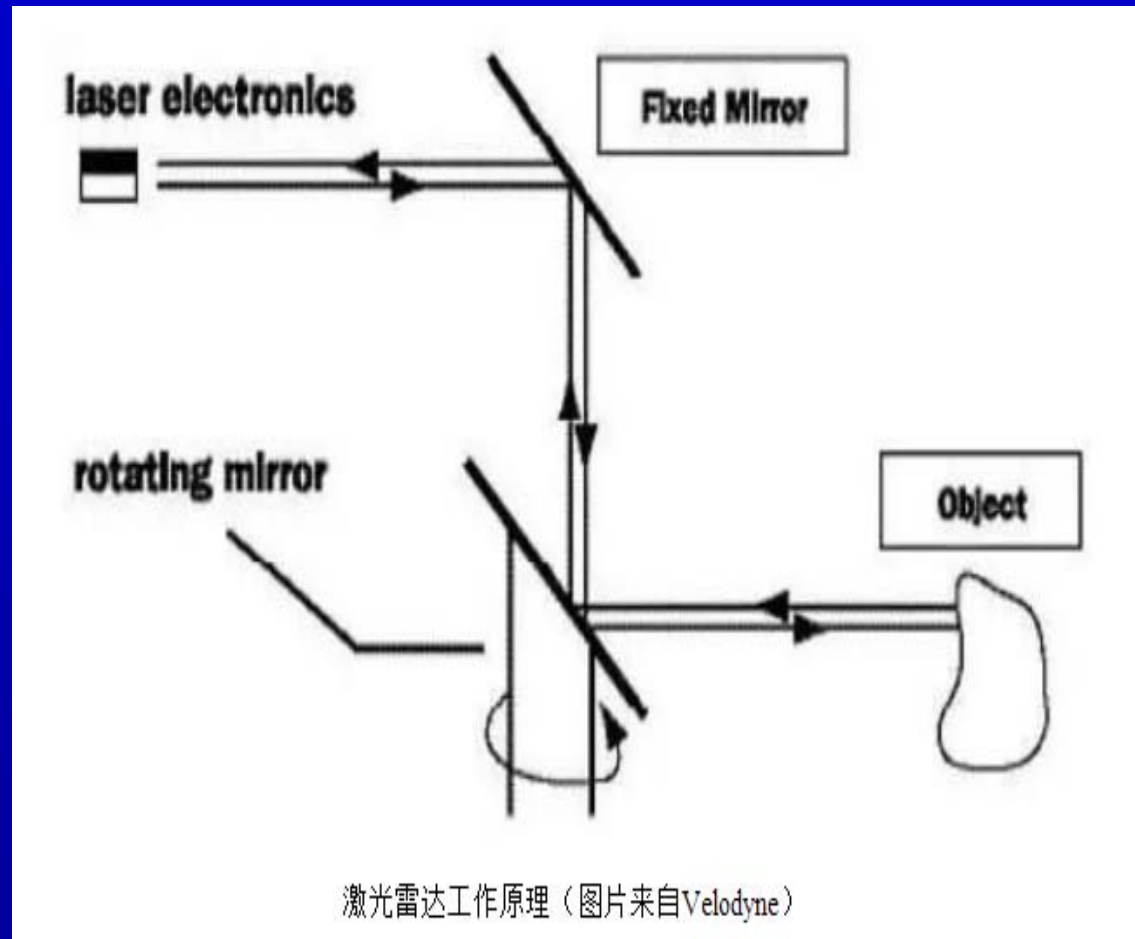 laser electronics
Fixed Mirror
rotating mirror
Object
激光雷达工作原理（图片来自Velodyne）